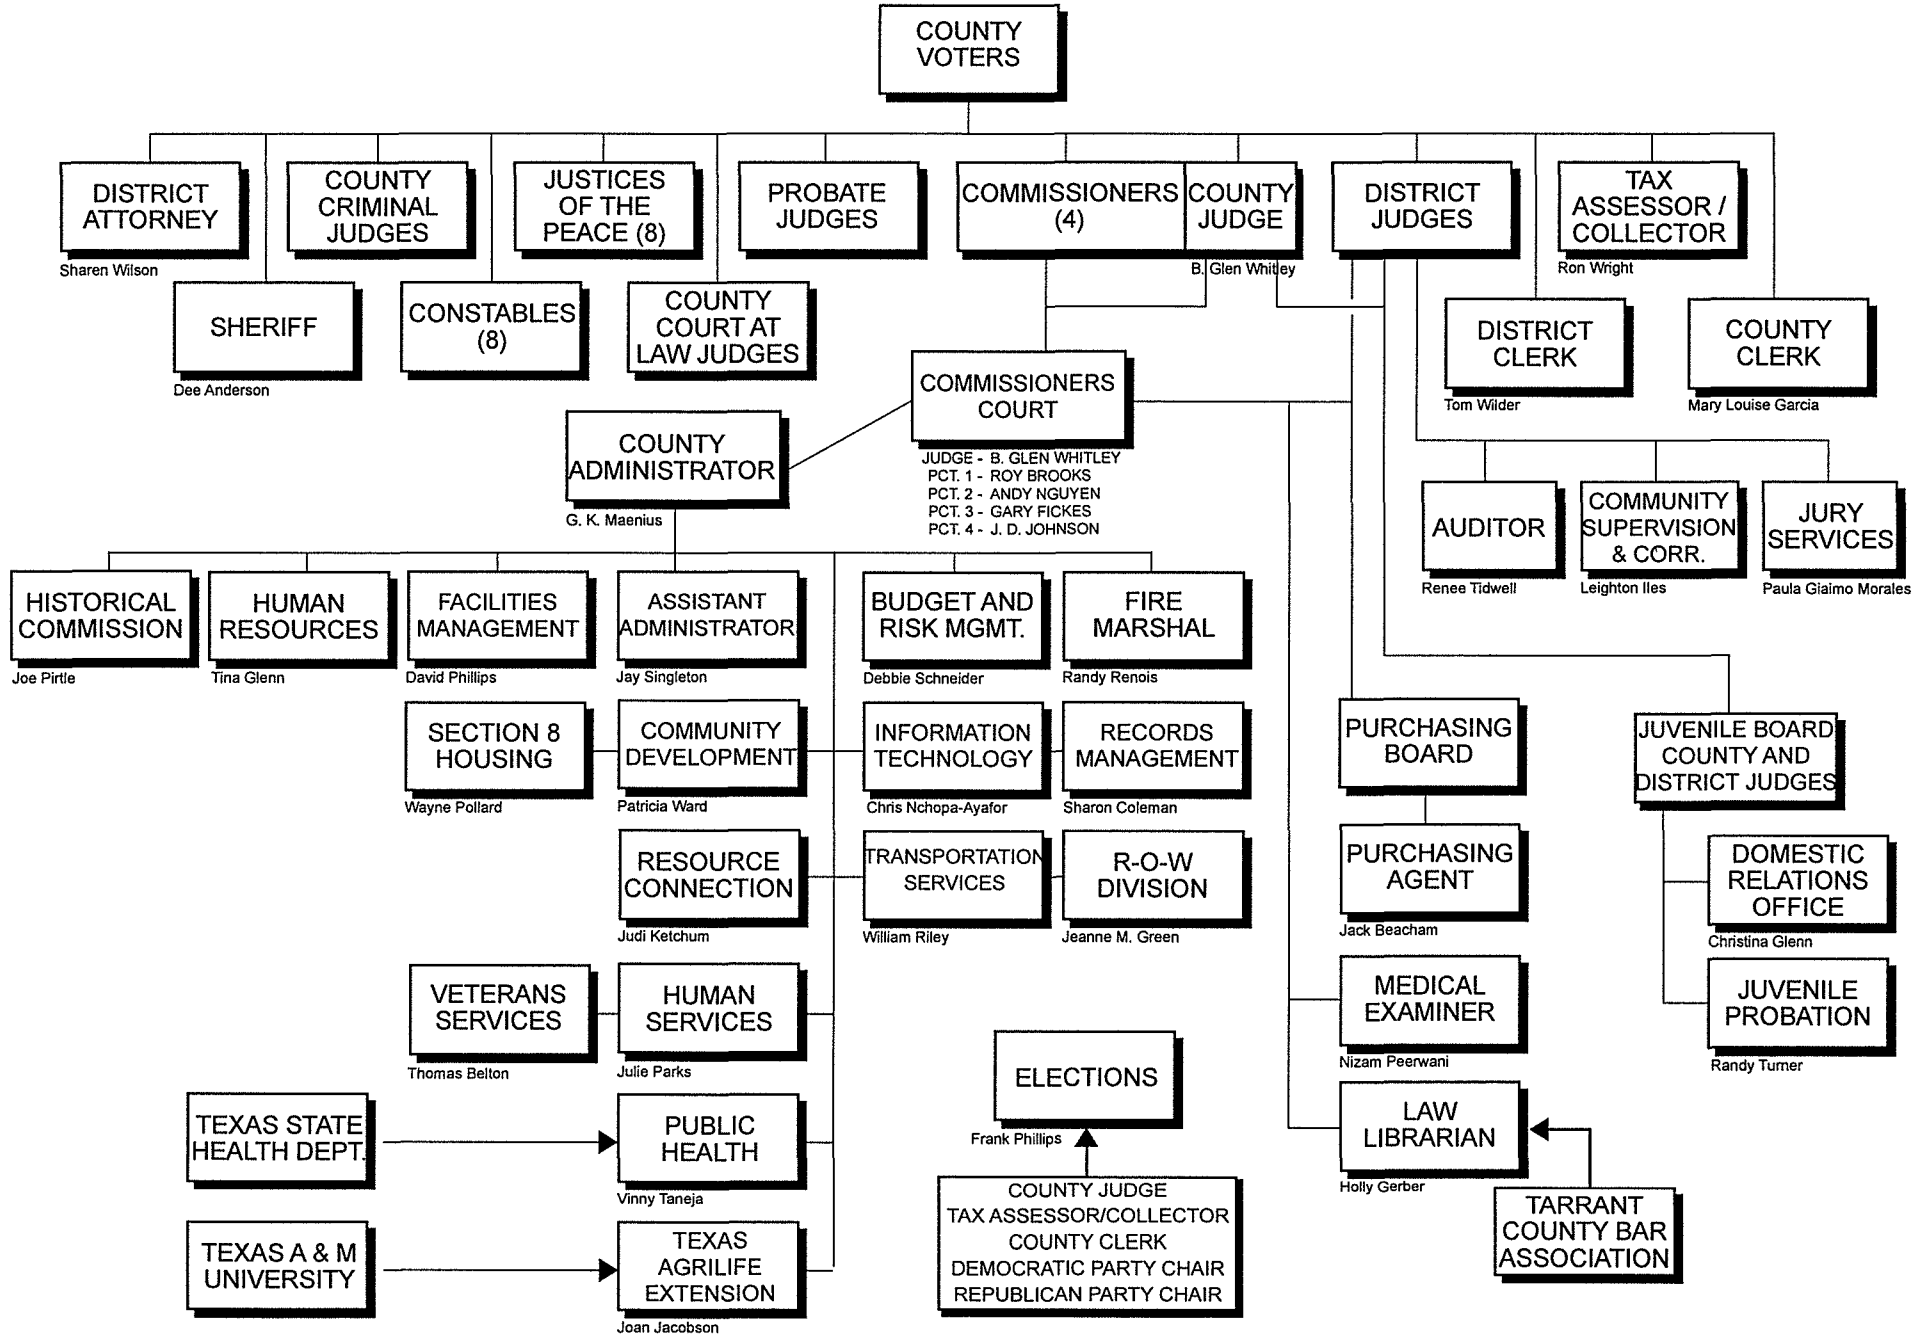 COUNTY
VOTERS
DISTRICT
ATTORNEY
Sharen Wilson
COUNTY
CRIMINAL
JUDGES
JUSTICES
OF THE
PEACE (8)
PROBATE
JUDGES
COMMISSIONERS
(4)
COUNTY
JUDGE
B. Glen Whitley
DISTRICT
JUDGES
TAX
ASSESSOR /
COLLECTOR
Ron Wright
SHERIFF
Dee Anderson
CONSTABLES
(8)
COUNTY
COURT AT
LAW JUDGES
DISTRICT
CLERK
Tom Wilder
COUNTY
CLERK
Mary Louise Garcia
COMMISSIONERS
COURT
JUDGE - B. GLEN WHITLEY
PCT. 1 - ROY BROOKS
PCT. 2 - ANDY NGUYEN
PCT. 3 - GARY FICKES
PCT. 4 - J. D. JOHNSON
COUNTY
ADMINISTRATOR
G. K. Maenius
AUDITOR
Renee Tidwell
COMMUNITY
SUPERVISION
& CORR.
Leighton Iles
JURY
SERVICES
Paula Giaimo Morales
HISTORICAL
COMMISSION
Joe Pirtle
HUMAN
RESOURCES
Tina Glenn
FACILITIES
MANAGEMENT
David Phillips
ASSISTANT
ADMINISTRATOR
Jay Singleton
BUDGET AND
RISK MGMT.
Debbie Schneider
FIRE
MARSHAL
Randy Renois
SECTION 8
HOUSING
Wayne Pollard
COMMUNITY
DEVELOPMENT
Patricia Ward
INFORMATION
TECHNOLOGY
Chris Nchopa-Ayafor
RECORDS
MANAGEMENT
Sharon Coleman
PURCHASING
BOARD
JUVENILE BOARD
COUNTY AND
DISTRICT JUDGES
RESOURCE
CONNECTION
Judi Ketchum
TRANSPORTATION
SERVICES
William Riley
R-O-W
DIVISION
Jeanne M. Green
PURCHASING
AGENT
Jack Beacham
DOMESTIC
RELATIONS
OFFICE
Christina Glenn
VETERANS
SERVICES
Thomas Belton
HUMAN
SERVICES
Julie Parks
MEDICAL
EXAMINER
Nizam Peerwani
JUVENILE
PROBATION
Randy Turner
ELECTIONS
Frank Phillips
TEXAS STATE
HEALTH DEPT.
PUBLIC
HEALTH
Vinny Taneja
LAW
LIBRARIAN
Holly Gerber
COUNTY JUDGE
TAX ASSESSOR/COLLECTOR
COUNTY CLERK
DEMOCRATIC PARTY CHAIR
REPUBLICAN PARTY CHAIR
TARRANT
COUNTY BAR
ASSOCIATION
TEXAS A & M
UNIVERSITY
TEXAS
AGRILIFE
EXTENSION
Joan Jacobson